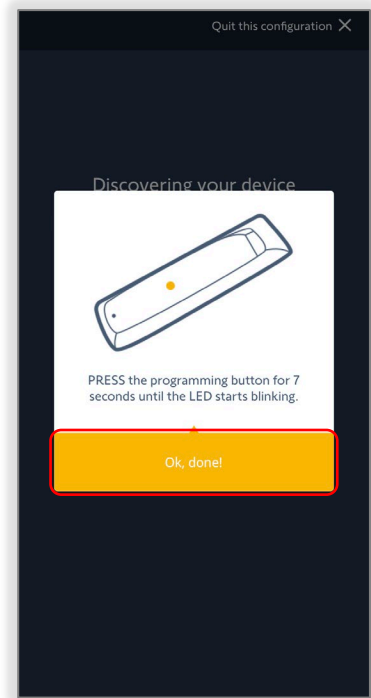 Quit this configuration
Discovering your device
PRESS the programming button for 7
seconds until the LED starts blinking.
Ok, done!